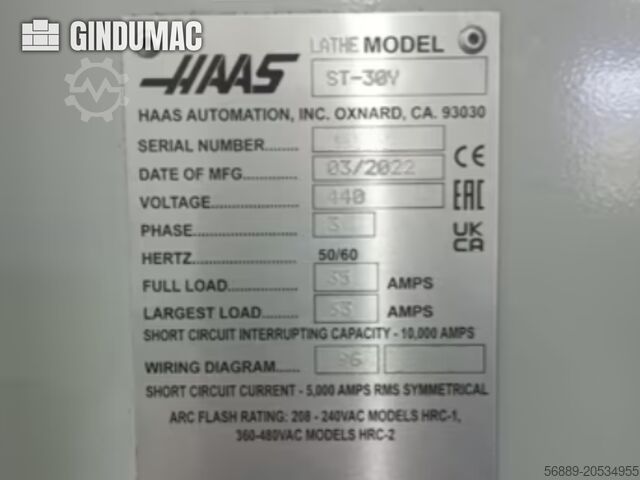 GINDUMAC
HAAS
LATHE MODEL
ST-30Y
HAAS AUTOMATION, INC. OXNARD, CA. 93030
SERIAL NUMBER........
DATE OF MFG........... 03/2022
CE
VOLTAGE................ 440
EAC
PHASE.................... 3
UK
CA
HERTZ.................... 50/60
FULL LOAD............ AMPS
LARGEST LOAD...... AMPS
SHORT CIRCUIT INTERRUPTING CAPACITY - 10,000 AMPS
WIRING DIAGRAM..... 96
SHORT CIRCUIT CURRENT - 5,000 AMPS RMS SYMMETRICAL
ARC FLASH RATING: 208 - 240VAC MODELS HRC-1,
360-480VAC MODELS HRC-2
56889-20534955